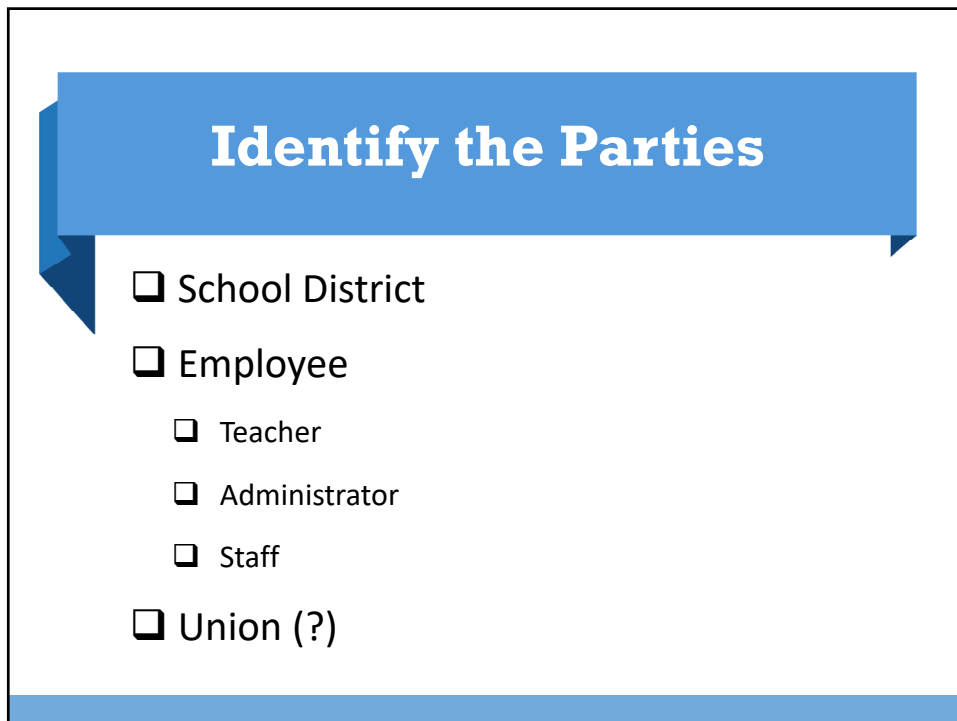 Identify the Parties
❑ School District
❑ Employee
❑ Teacher
❑ Administrator
❑ Staff
❑ Union (?)